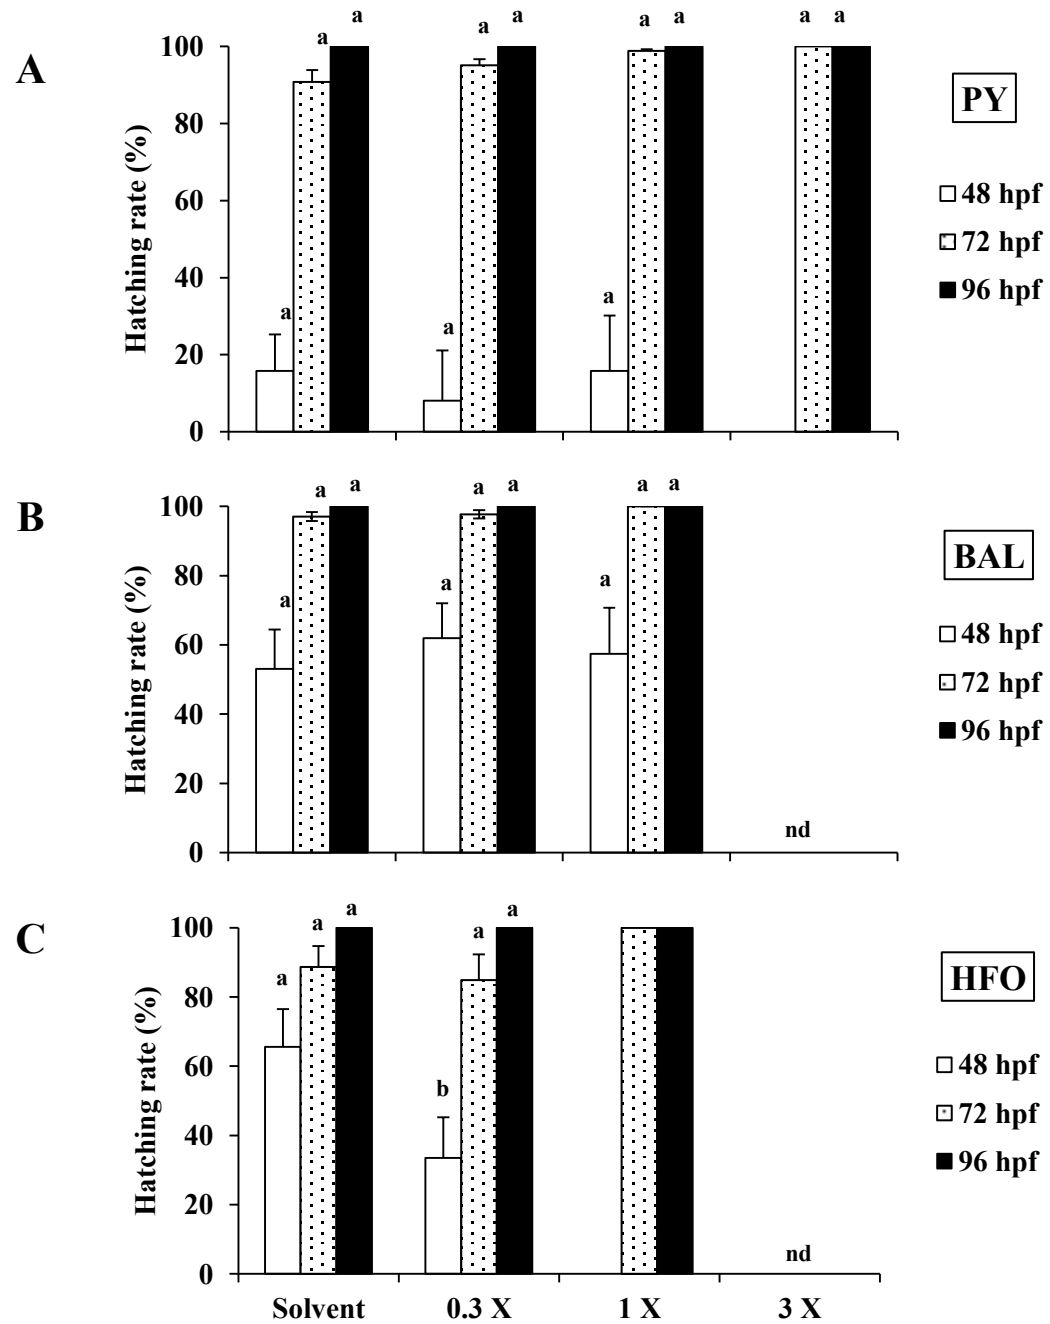 A
Hatching rate (%)
100
80
60
40
20
0
a a a
a a a
a a a
a a
PY
48 hpf
72 hpf
96 hpf
B
Hatching rate (%)
100
80
60
40
20
0
a a a
a a a
a a a
nd
BAL
48 hpf
72 hpf
96 hpf
C
Hatching rate (%)
100
80
60
40
20
0
a a a
b a a
nd
HFO
48 hpf
72 hpf
96 hpf
Solvent 0.3 X 1 X 3 X